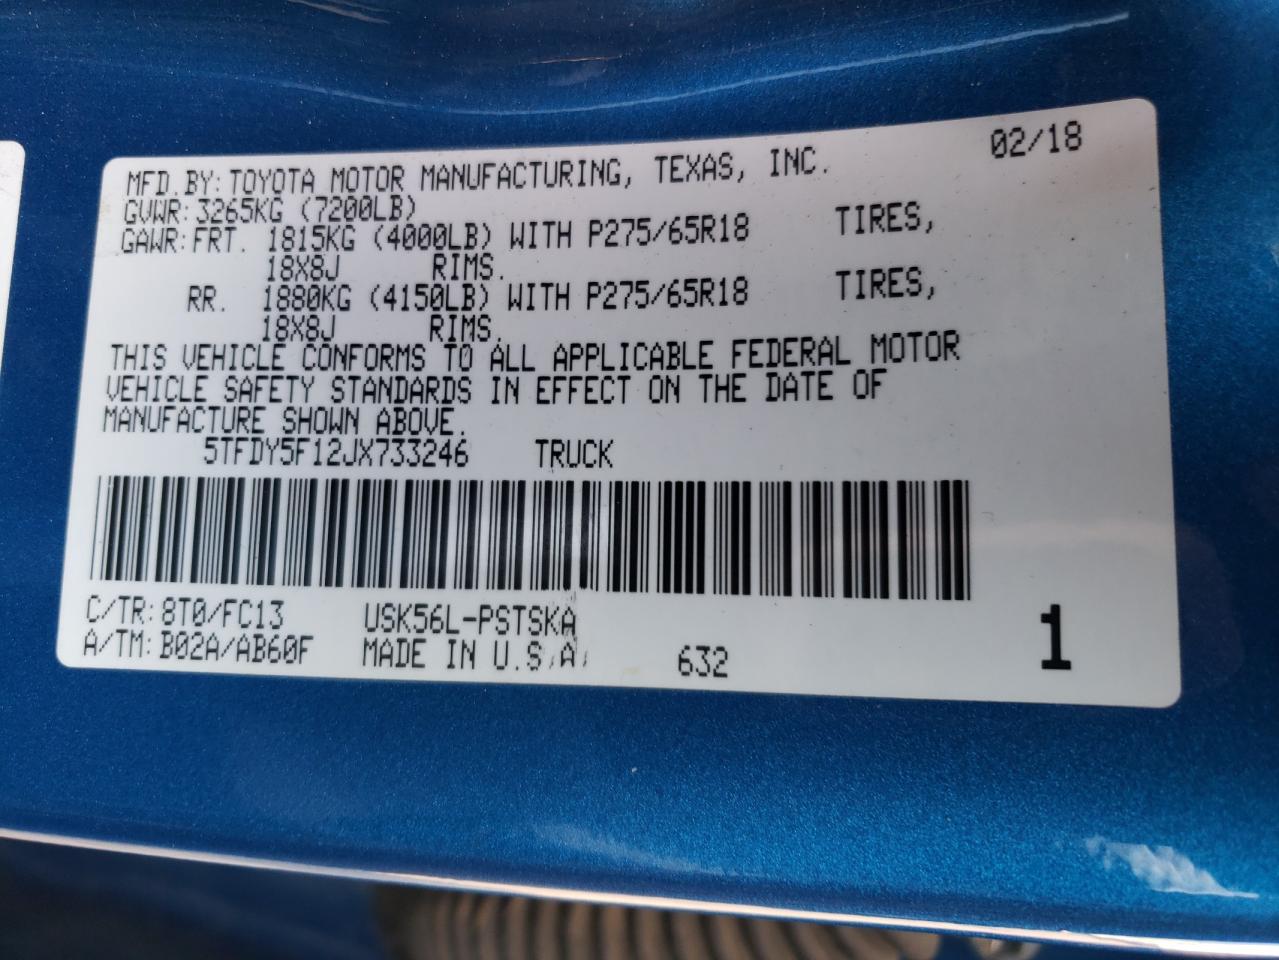 02/18
MFD.BY:TOYOTA MOTOR MANUFACTURING, TEXAS, INC.
GVWR:3265KG (7200LB)
GAWR:FRT. 1815KG (4000LB) WITH P275/65R18 TIRES,
18X8J RIMS.
RR. 1880KG (4150LB) WITH P275/65R18 TIRES,
18X8J RIMS.
THIS VEHICLE CONFORMS TO ALL APPLICABLE FEDERAL MOTOR
VEHICLE SAFETY STANDARDS IN EFFECT ON THE DATE OF
MANUFACTURE SHOWN ABOVE.
5TFDY5F12JX733246 TRUCK
C/TR:8T0/FC13 USK56L-PSTSKA
A/TM:B02A/AB60F MADE IN U.S.A. 632 1